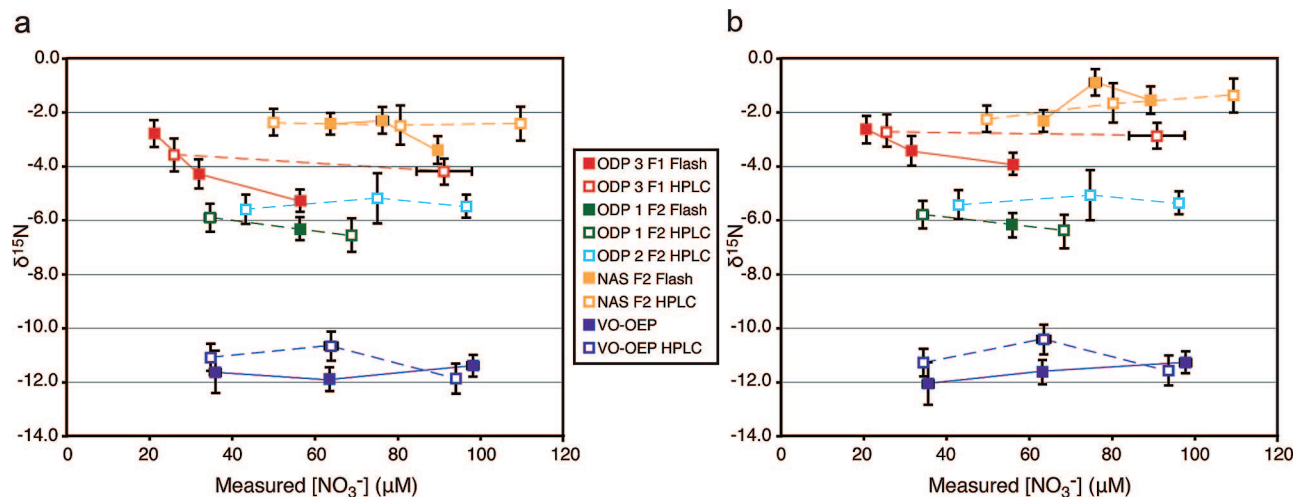 a
0.0
-2.0
-4.0
-6.0
-8.0
-10.0
-12.0
-14.0
δ15N
0 20 40 60 80 100 120
Measured [NO3-] (µM)
ODP 3 F1 Flash
ODP 3 F1 HPLC
ODP 1 F2 Flash
ODP 1 F2 HPLC
ODP 2 F2 HPLC
NAS F2 Flash
NAS F2 HPLC
VO-OEP
VO-OEP HPLC
b
0.0
-2.0
-4.0
-6.0
-8.0
-10.0
-12.0
-14.0
δ15N
0 20 40 60 80 100 120
Measured [NO3-] (µM)